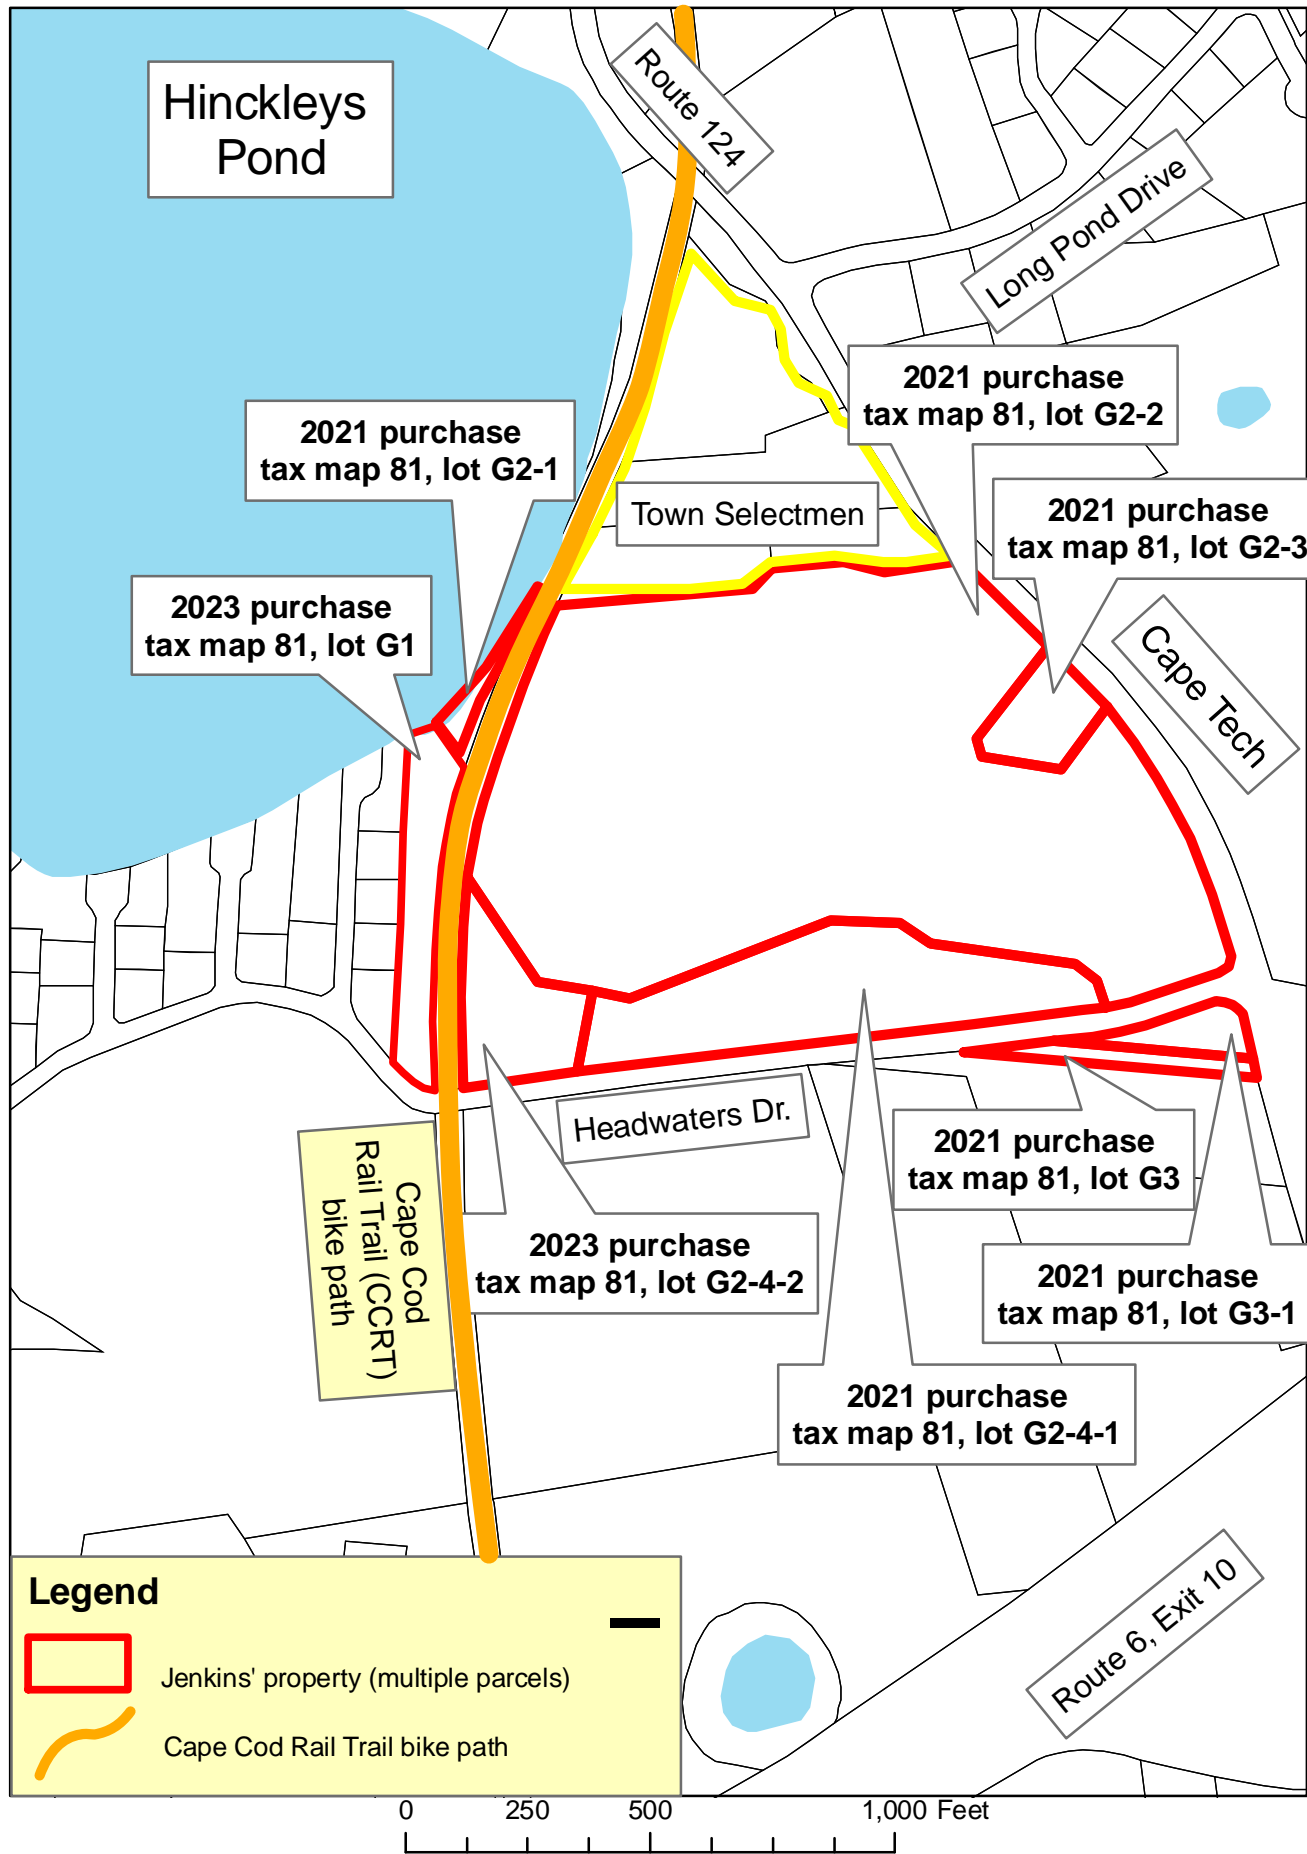 Hinckleys
Pond
Route 124
Long Pond Drive
2021 purchase
tax map 81, lot G2-2
2021 purchase
tax map 81, lot G2-1
Town Selectmen
2021 purchase
tax map 81, lot G2-3
2023 purchase
tax map 81, lot G1
Cape Tech
Headwaters Dr.
Cape Cod
Rail Trail (CCRT)
bike path
2021 purchase
tax map 81, lot G3
2023 purchase
tax map 81, lot G2-4-2
2021 purchase
tax map 81, lot G3-1
2021 purchase
tax map 81, lot G2-4-1
Route 6, Exit 10
Legend
Jenkins' property (multiple parcels)
Cape Cod Rail Trail bike path
0 250 500 1,000 Feet